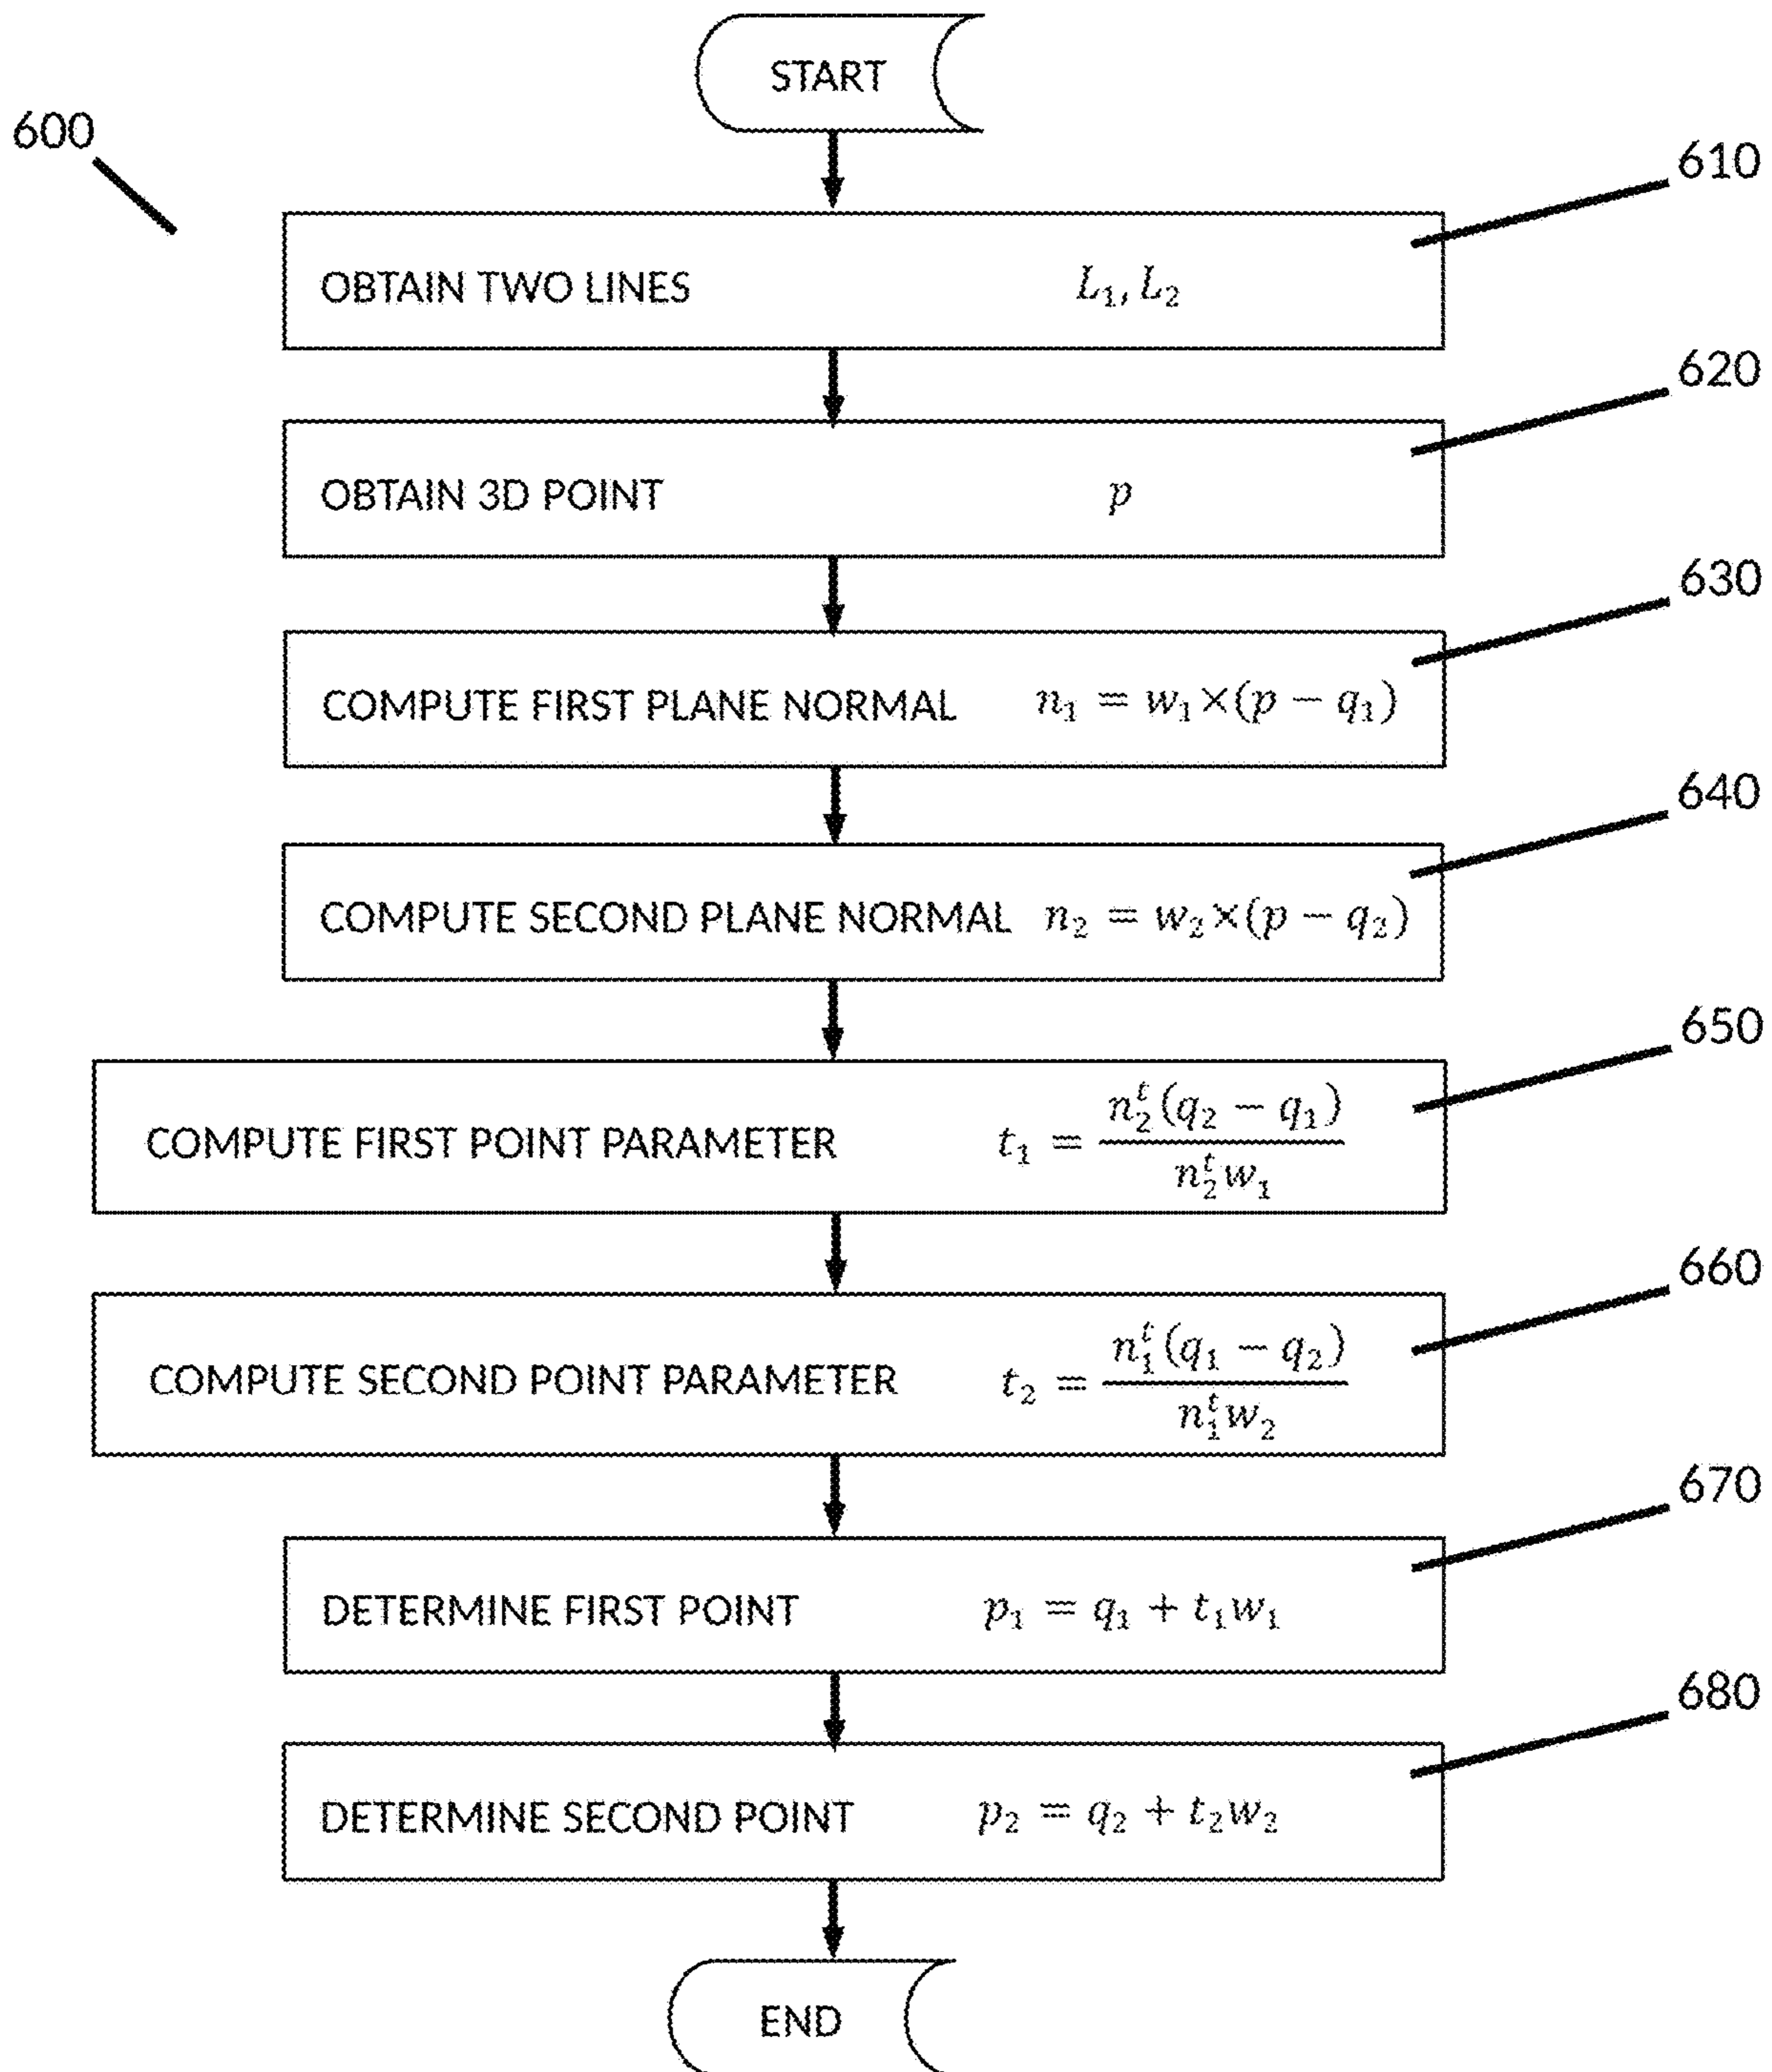 START
600
610
OBTAIN TWO LINES L₁, L₂
620
OBTAIN 3D POINT p
630
COMPUTE FIRST PLANE NORMAL n₁ = w₁×(p − q₁)
640
COMPUTE SECOND PLANE NORMAL n₂ = w₂×(p − q₂)
650
COMPUTE FIRST POINT PARAMETER t₁ = n₂ᵗ(q₂ − q₁) / n₂ᵗw₁
660
COMPUTE SECOND POINT PARAMETER t₂ = n₁ᵗ(q₁ − q₂) / n₁ᵗw₂
670
DETERMINE FIRST POINT p₁ = q₁ + t₁w₁
680
DETERMINE SECOND POINT p₂ = q₂ + t₂w₂
END